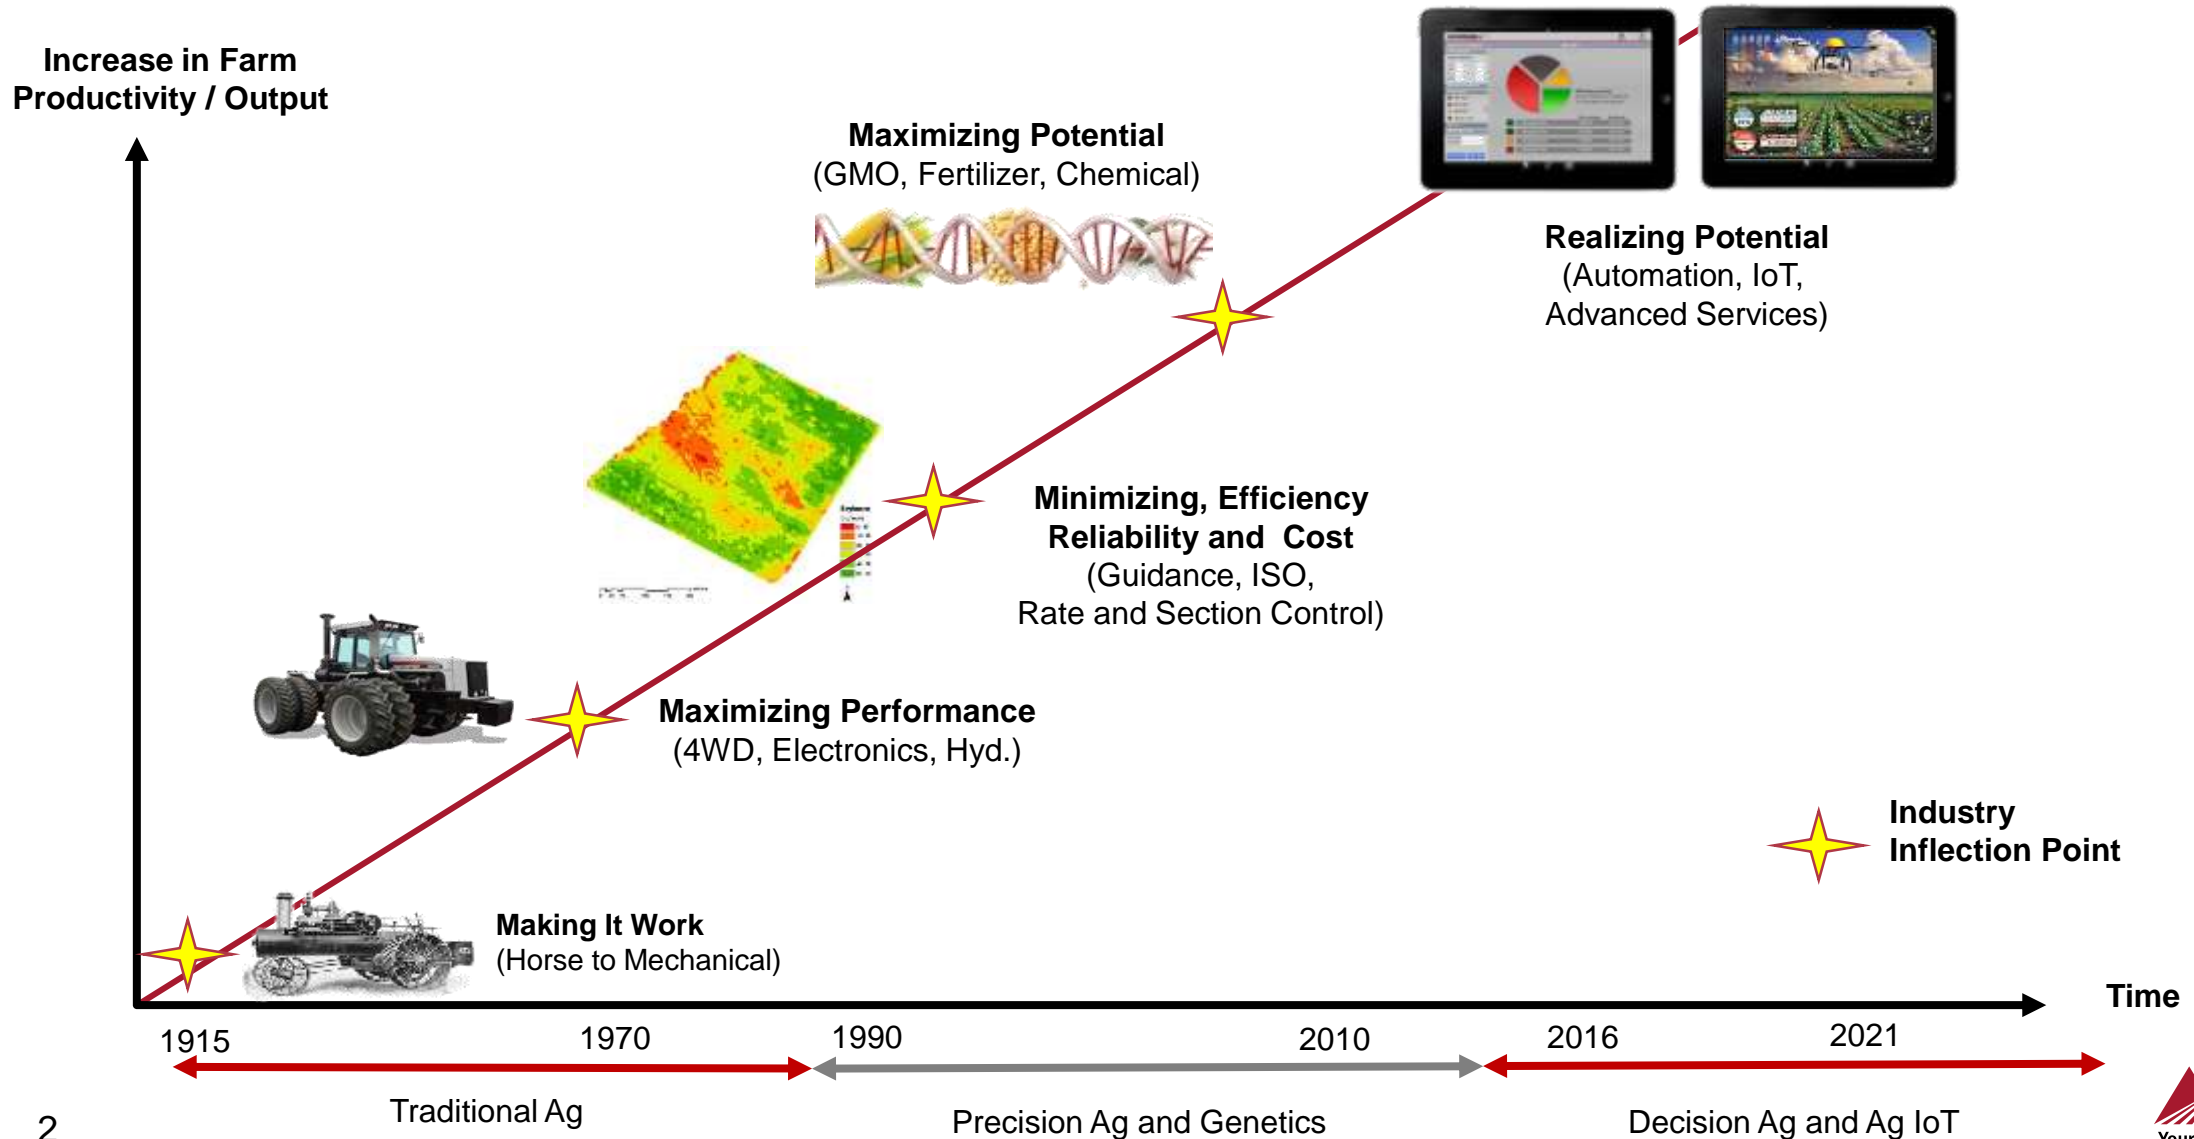 Increase in Farm
Productivity / Output
Maximizing Potential
(GMO, Fertilizer, Chemical)
Realizing Potential
(Automation, IoT,
Advanced Services)
Minimizing, Efficiency
Reliability and Cost
(Guidance, ISO,
Rate and Section Control)
Maximizing Performance
(4WD, Electronics, Hyd.)
Industry
Inflection Point
Making It Work
(Horse to Mechanical)
Time
1915 1970 1990 2010 2016 2021
Traditional Ag Precision Ag and Genetics Decision Ag and Ag IoT
2
Your